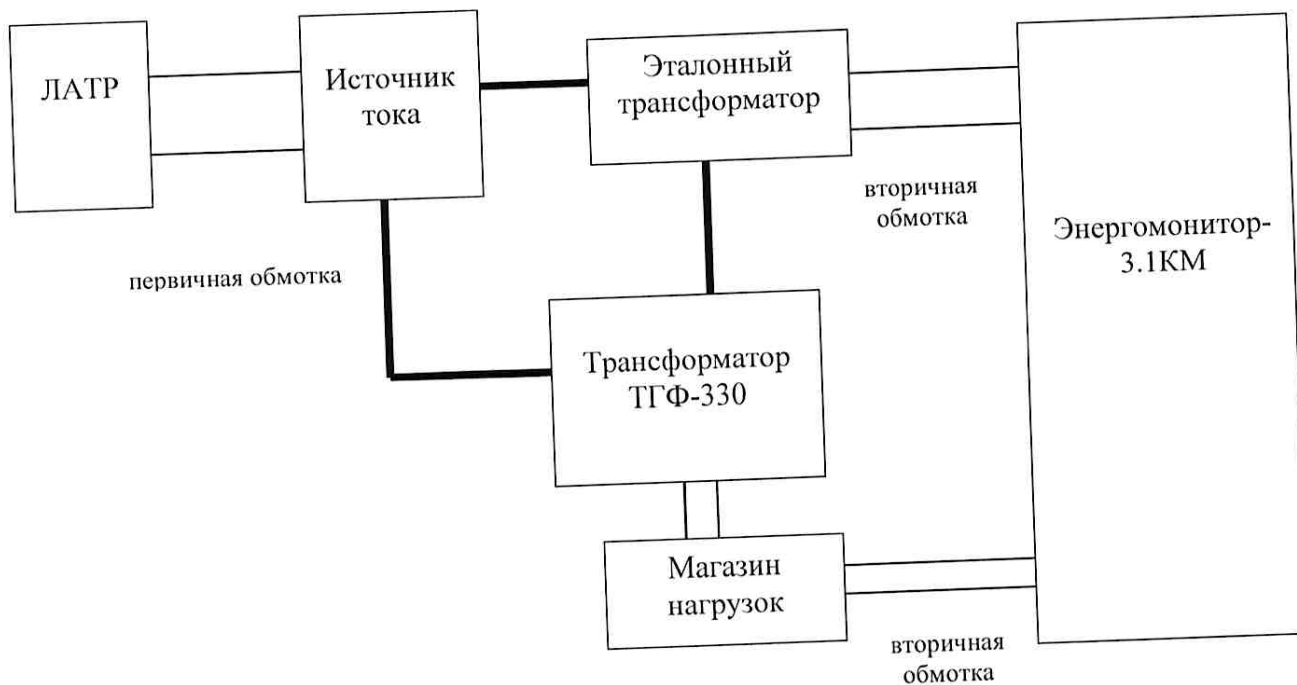 ЛАТР
Источник
тока
Эталонный
трансформатор
вторичная
обмотка
Энергомонитор-
3.1КМ
первичная обмотка
Трансформатор
ТГФ-330
Магазин
нагрузок
вторичная
обмотка